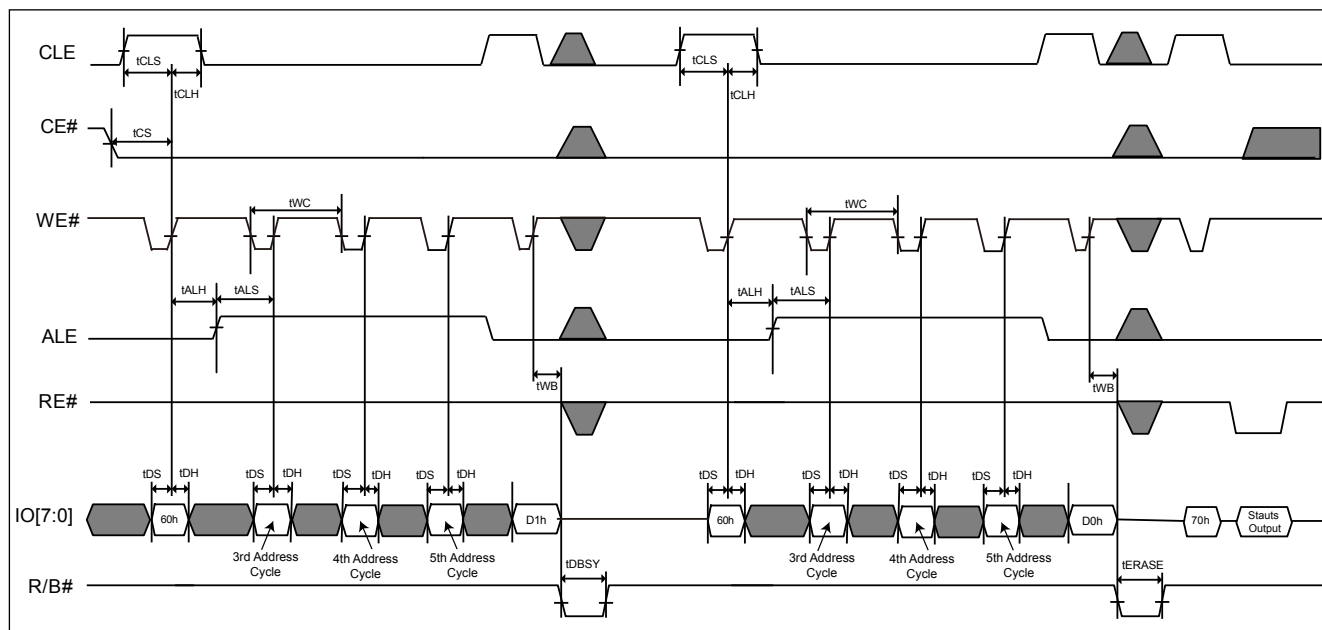 CLE
tCLS
tCLH
tCLS
tCLH
CE#
tCS
WE#
tWC
tWC
tALH
tALS
tALH
tALS
ALE
tWB
tWB
RE#
tDS
tDH
tDS
tDH
tDS
tDH
tDS
tDH
tDS
tDH
tDS
tDH
tDS
tDH
tDS
tDH
IO[7:0]
60h
D1h
60h
D0h
70h
Stauts
Output
3rd Address
Cycle
4th Address
Cycle
5th Address
Cycle
3rd Address
Cycle
4th Address
Cycle
5th Address
Cycle
tDBSY
tERASE
R/B#